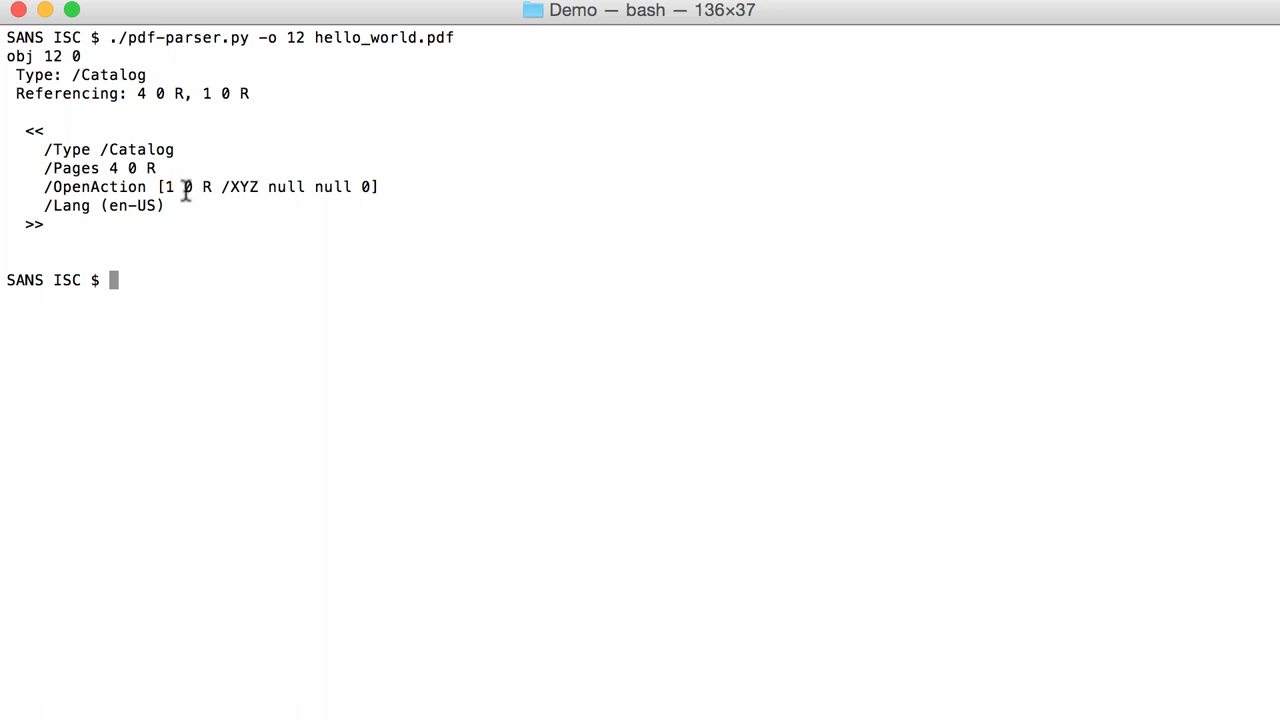 Demo — bash — 136×37
SANS ISC $ ./pdf-parser.py -o 12 hello_world.pdf
obj 12 0
 Type: /Catalog
 Referencing: 4 0 R, 1 0 R

  <<
    /Type /Catalog
    /Pages 4 0 R
    /OpenAction [1 0 R /XYZ null null 0]
    /Lang (en-US)
  >>

SANS ISC $